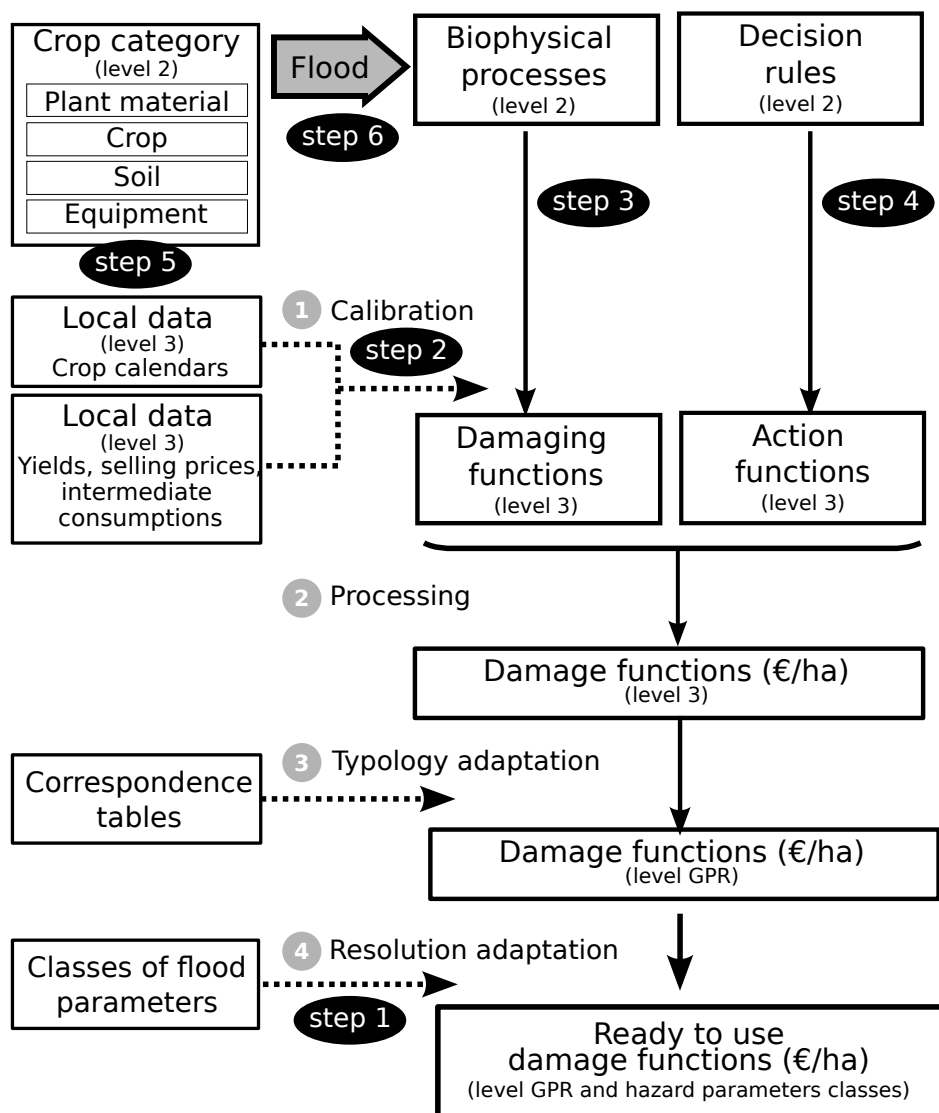 Crop category
(level 2)
Plant material
Crop
Soil
Equipment
step 5
Flood
step 6
Biophysical
processes
(level 2)
Decision
rules
(level 2)
step 3
step 4
Local data
(level 3)
Crop calendars
1 Calibration
step 2
Local data
(level 3)
Yields, selling prices,
intermediate
consumptions
Damaging
functions
(level 3)
Action
functions
(level 3)
2 Processing
Damage functions (€/ha)
(level 3)
3 Typology adaptation
Correspondence
tables
Damage functions (€/ha)
(level GPR)
4 Resolution adaptation
Classes of flood
parameters
step 1
Ready to use
damage functions (€/ha)
(level GPR and hazard parameters classes)